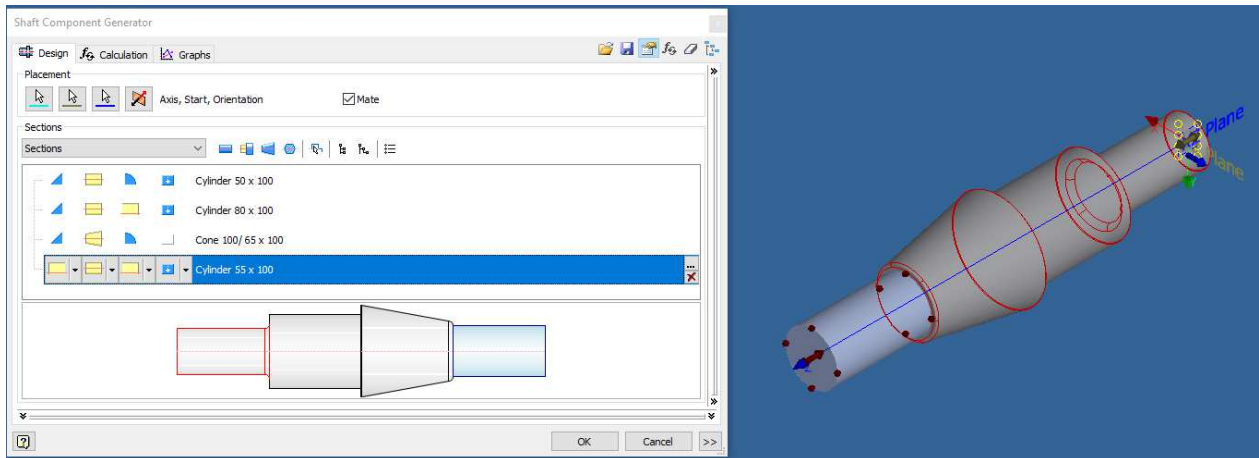 Shaft Component Generator
Design
Calculation
Graphs
Placement
Axis, Start, Orientation
Mate
Sections
Sections
Cylinder 50 x 100
Cylinder 80 x 100
Cone 100/ 65 x 100
Cylinder 55 x 100
OK
Cancel
>>
Plane
Plane